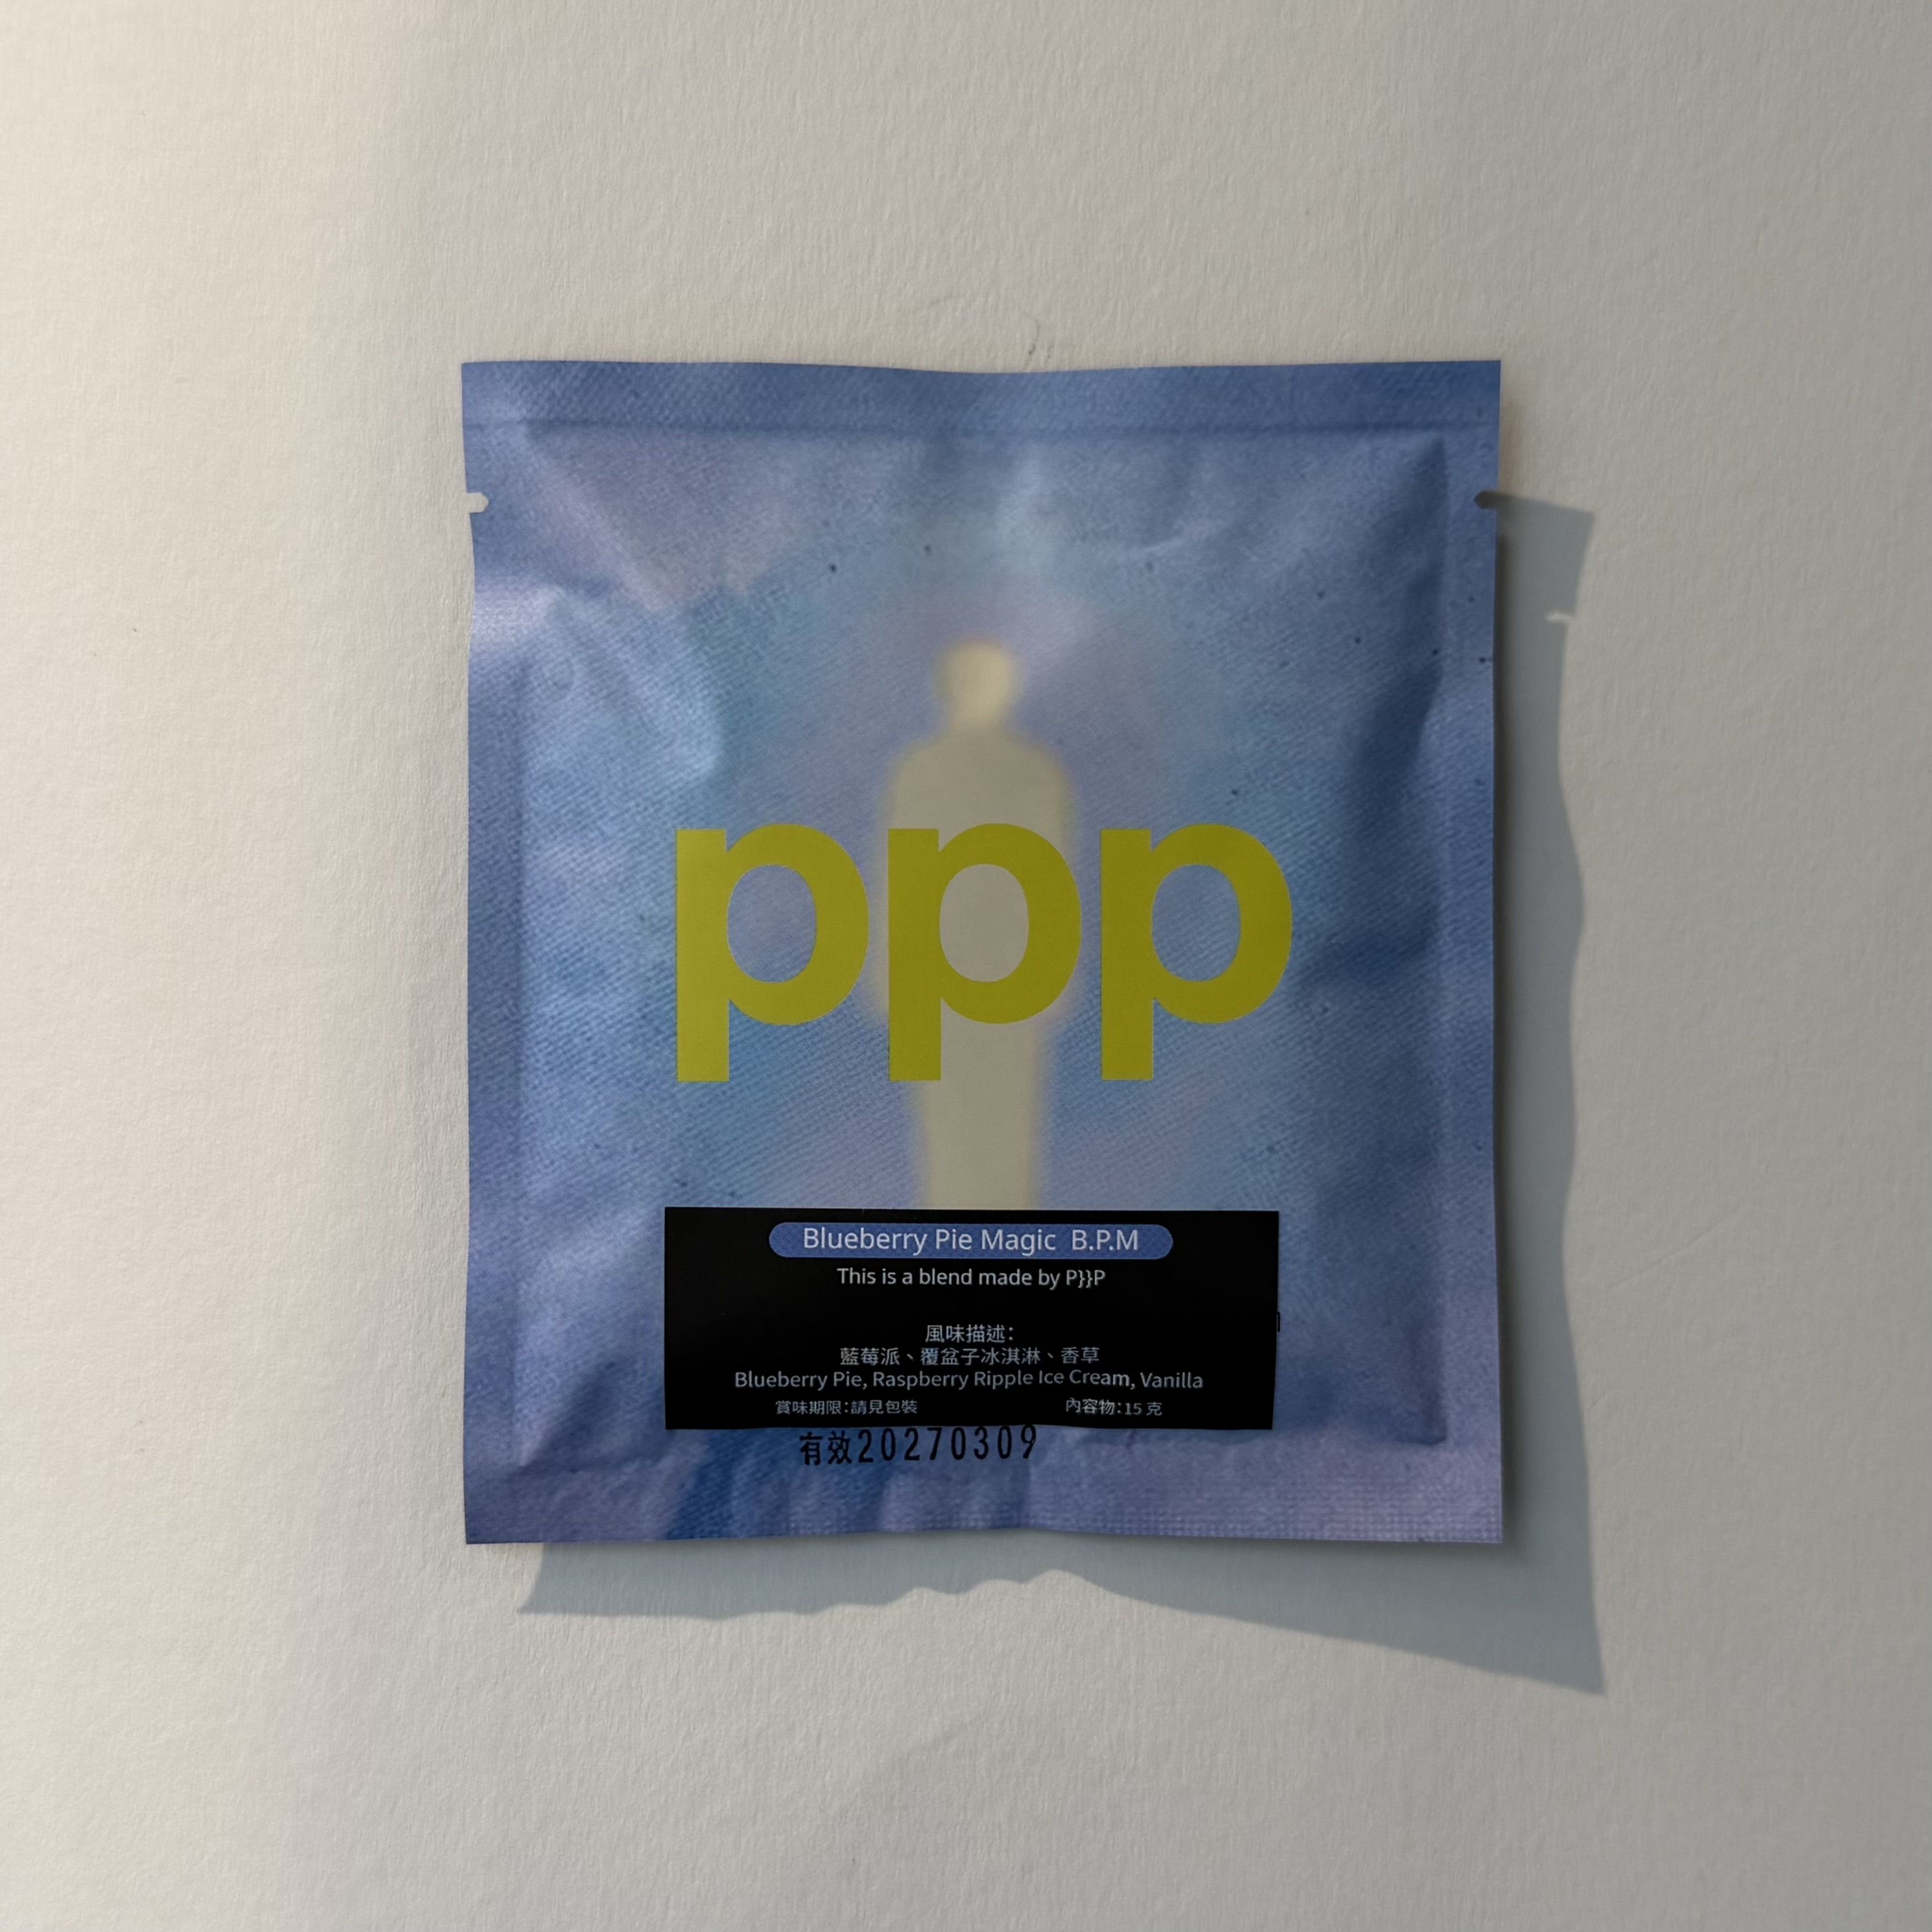 ppp
Blueberry Pie Magic B.P.M
This is a blend made by P}}P
風味描述：
藍莓派、覆盆子冰淇淋、香草
Blueberry Pie, Raspberry Ripple Ice Cream, Vanilla
賞味期限：請見包裝 內容物：15 克
有效20270309